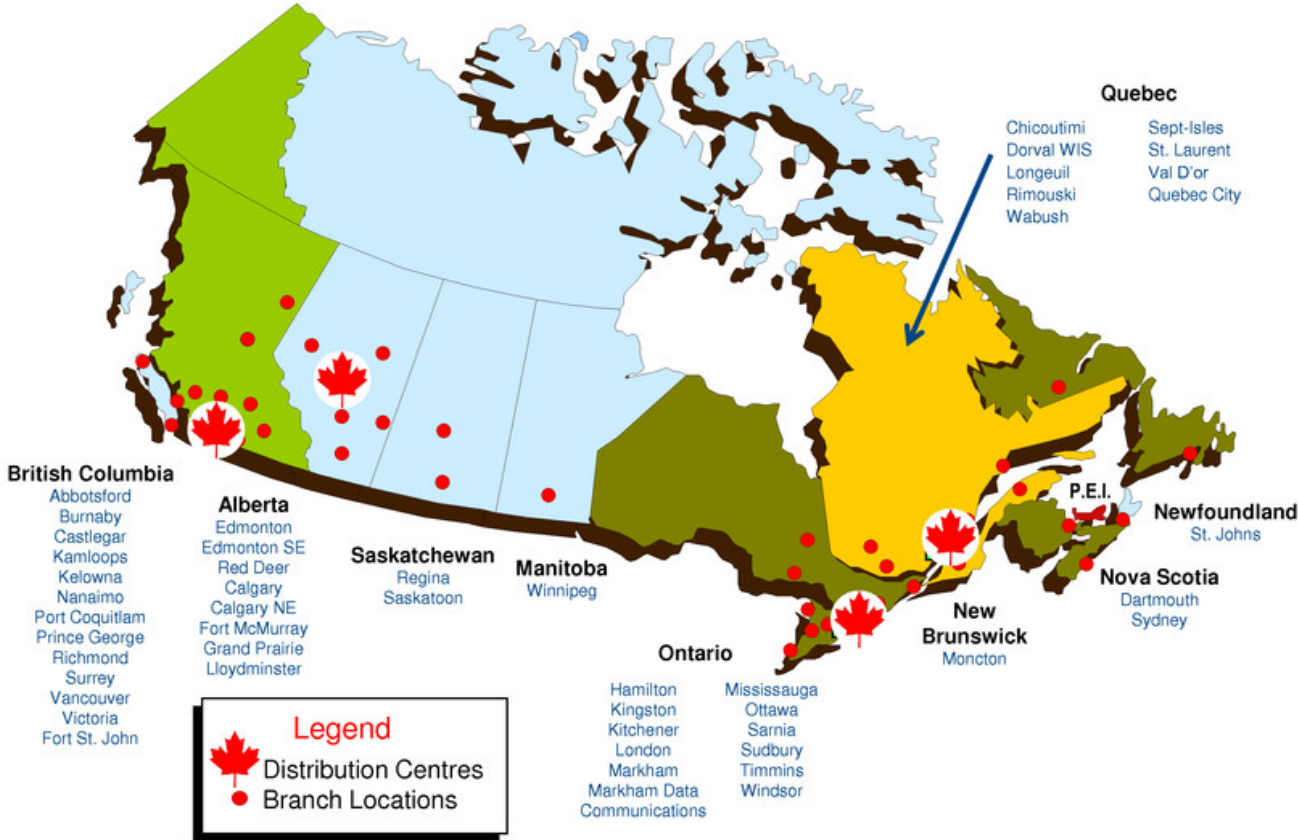 Quebec
Chicoutimi
Dorval WIS
Longeuil
Rimouski
Wabush
Sept-Isles
St. Laurent
Val D'or
Quebec City
British Columbia
Abbotsford
Burnaby
Castlegar
Kamloops
Kelowna
Nanaimo
Port Coquitlam
Prince George
Richmond
Surrey
Vancouver
Victoria
Fort St. John
Alberta
Edmonton
Edmonton SE
Red Deer
Calgary
Calgary NE
Fort McMurray
Grand Prairie
Lloydminster
Saskatchewan
Regina
Saskatoon
Manitoba
Winnipeg
Ontario
Hamilton
Kingston
Kitchener
London
Markham
Markham Data
Communications
Mississauga
Ottawa
Sarnia
Sudbury
Timmins
Windsor
New
Brunswick
Moncton
P.E.I.
Newfoundland
St. Johns
Nova Scotia
Dartmouth
Sydney
Legend
Distribution Centres
Branch Locations